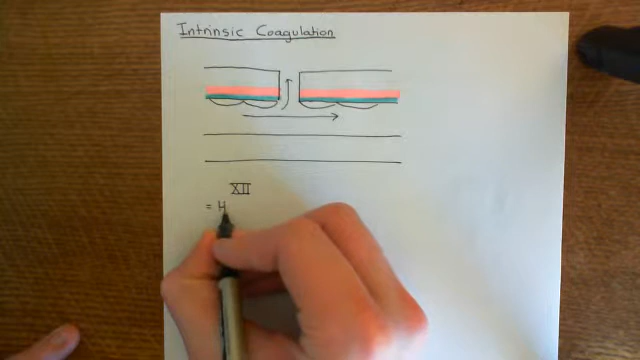 Intrinsic Coagulation
XII
= H